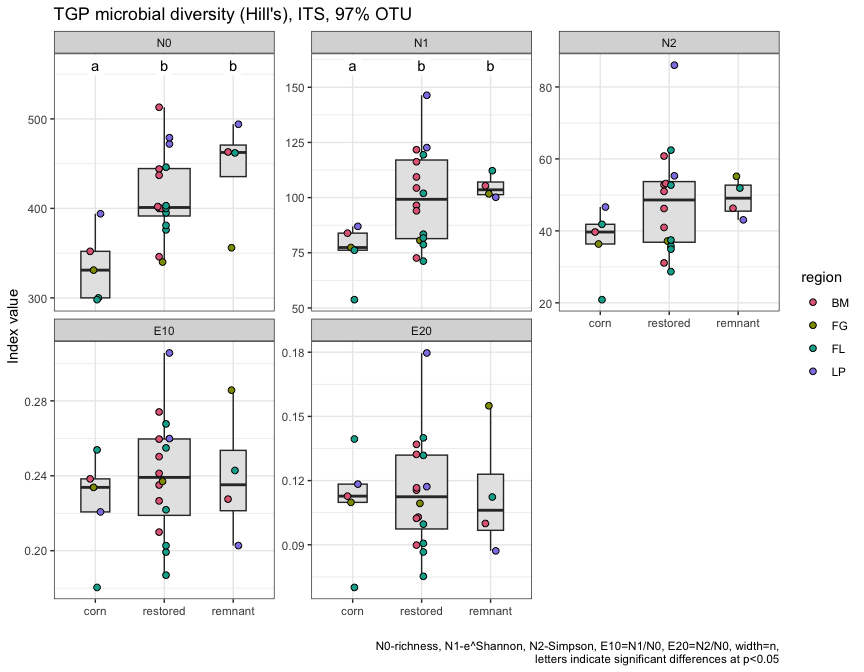 TGP microbial diversity (Hill's), ITS, 97% OTU
N0
N1
N2
a b b
a b b
500
400
300
150
125
100
75
50
80
60
40
20
corn restored remnant
Index value
E10
E20
0.28
0.24
0.20
0.18
0.15
0.12
0.09
corn restored remnant
corn restored remnant
region
BM
FG
FL
LP
N0-richness, N1-e^Shannon, N2-Simpson, E10=N1/N0, E20=N2/N0, width=n,
letters indicate significant differences at p<0.05